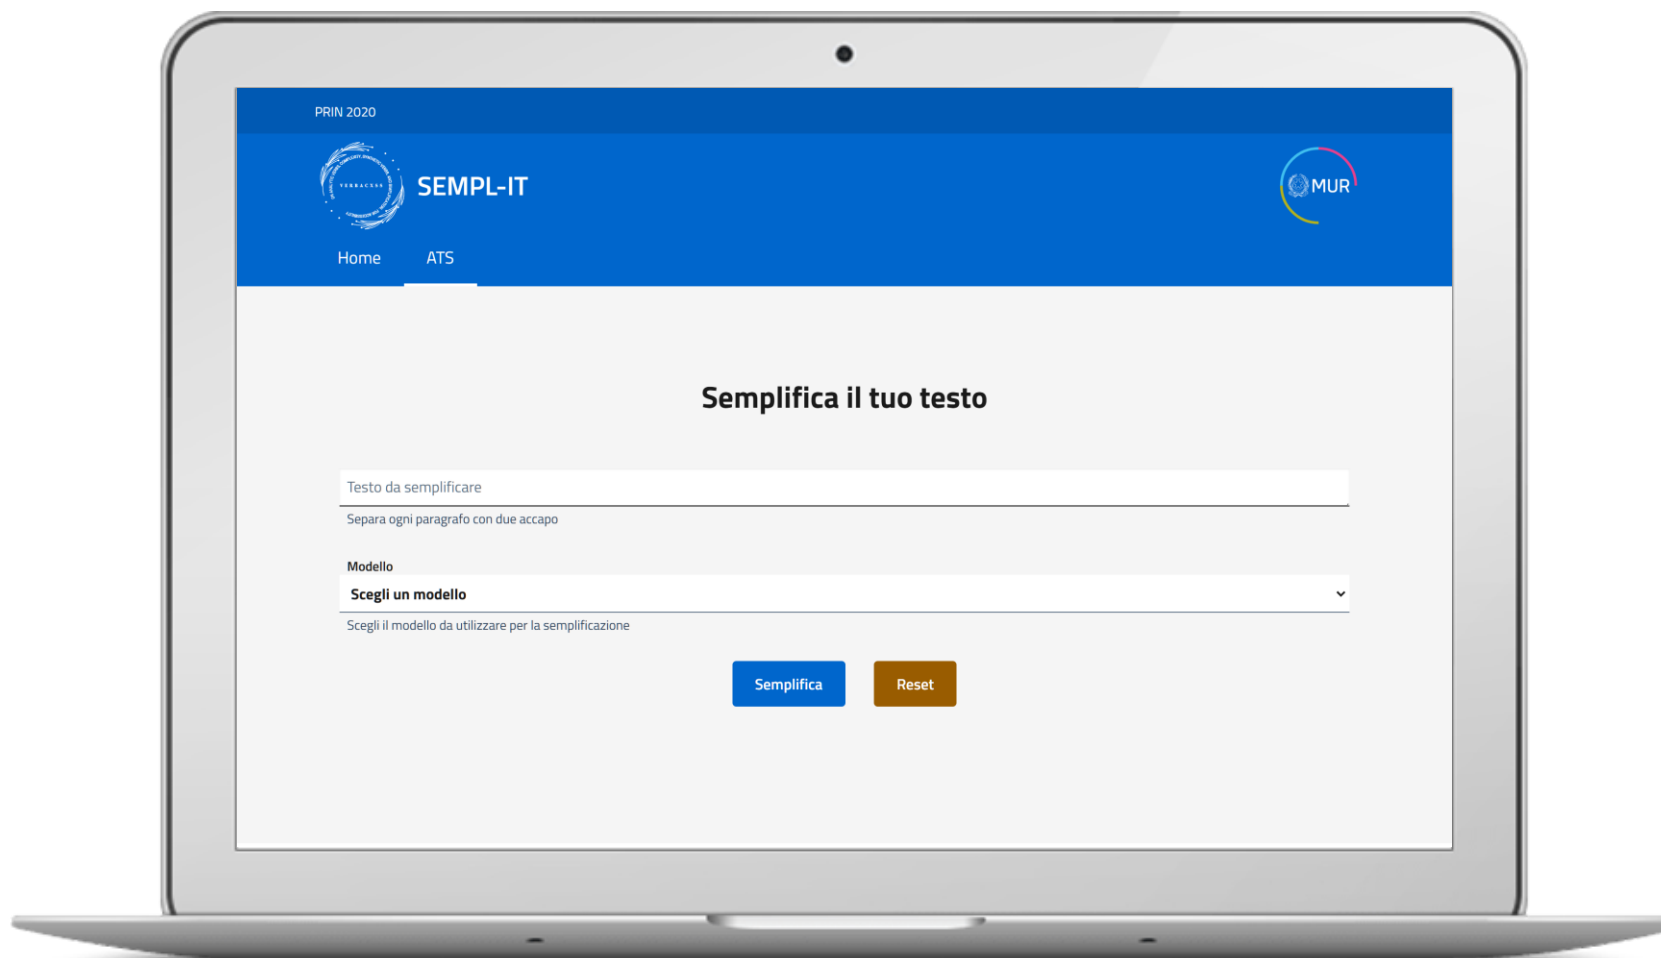 PRIN 2020
VERBACXSS
SEMPL-IT
MUR
Home
ATS
Semplifica il tuo testo
Testo da semplificare
Separa ogni paragrafo con due accapo
Modello
Scegli un modello
Scegli il modello da utilizzare per la semplificazione
Semplifica
Reset